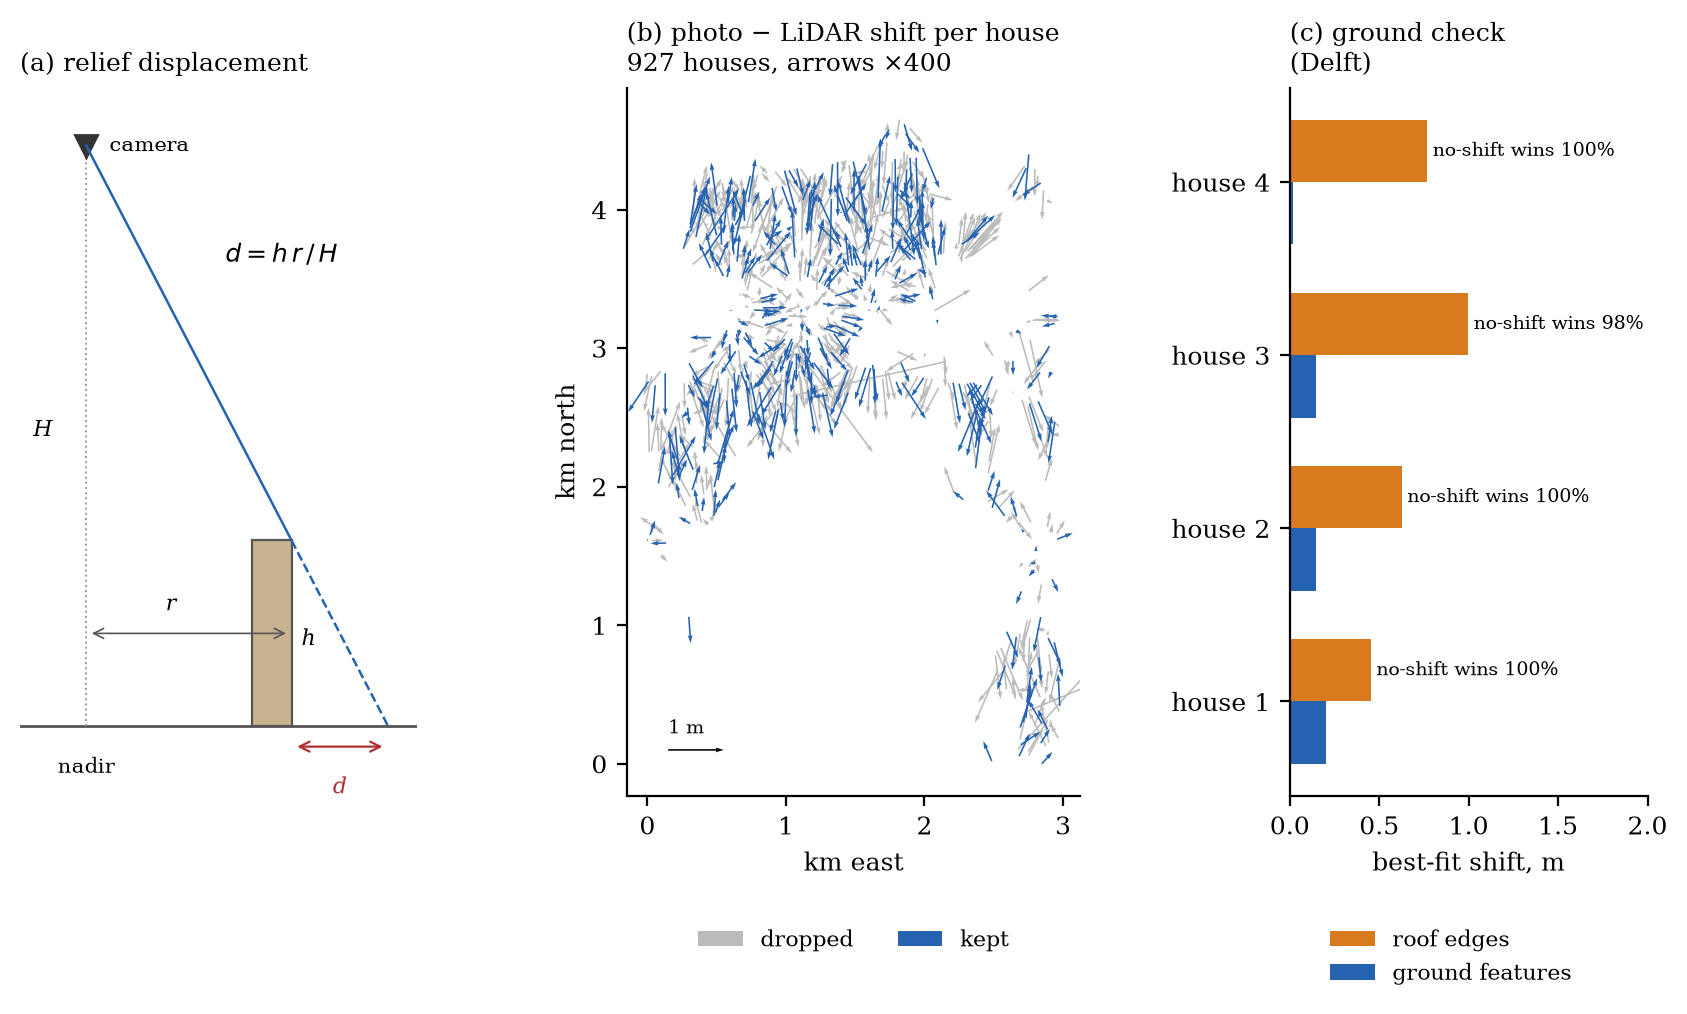 (a) relief displacement
camera
d = h r / H
H
r
h
nadir
d
(b) photo − LiDAR shift per house
927 houses, arrows ×400
km north
4
3
2
1
0
1 m
0
1
2
3
km east
dropped
kept
(c) ground check
(Delft)
house 4
no-shift wins 100%
house 3
no-shift wins 98%
house 2
no-shift wins 100%
house 1
no-shift wins 100%
0.0
0.5
1.0
1.5
2.0
best-fit shift, m
roof edges
ground features